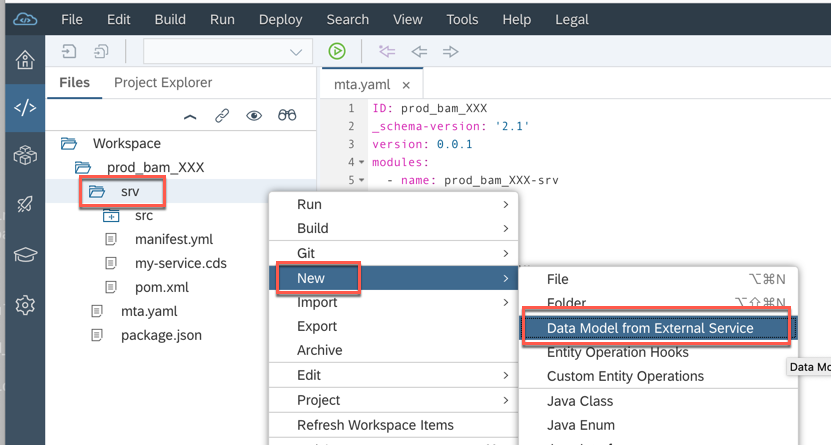 File Edit Build Run Deploy Search View Tools Help Legal
Files Project Explorer
mta.yaml ×
1 ID: prod_bam_XXX
2 _schema-version: '2.1'
3 version: 0.0.1
4 modules:
5 - name: prod_bam_XXX-srv
Workspace
prod_bam_XXX
srv
src
manifest.yml
my-service.cds
pom.xml
mta.yaml
package.json
Run
Build
Git
New
Import
Export
Archive
Edit
Project
Refresh Workspace Items
File ⌥⌘N
Folder ⌥⇧⌘N
Data Model from External Service
Entity Operation Hooks
Custom Entity Operations
Java Class
Java Enum
Data Mo